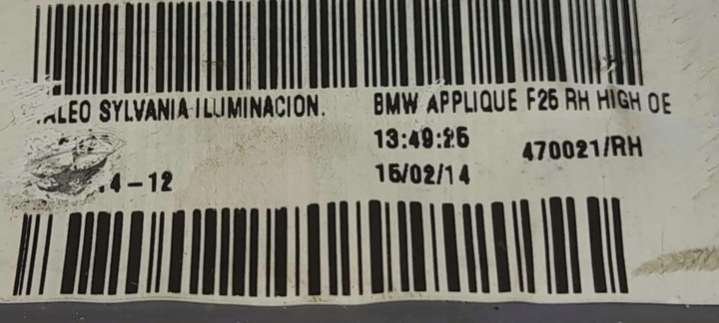 ALEO SYLVANIA ILUMINACION. BMW APPLIQUE F25 RH HIGH OE
13:49:25
470021/RH
.4-12 15/02/14